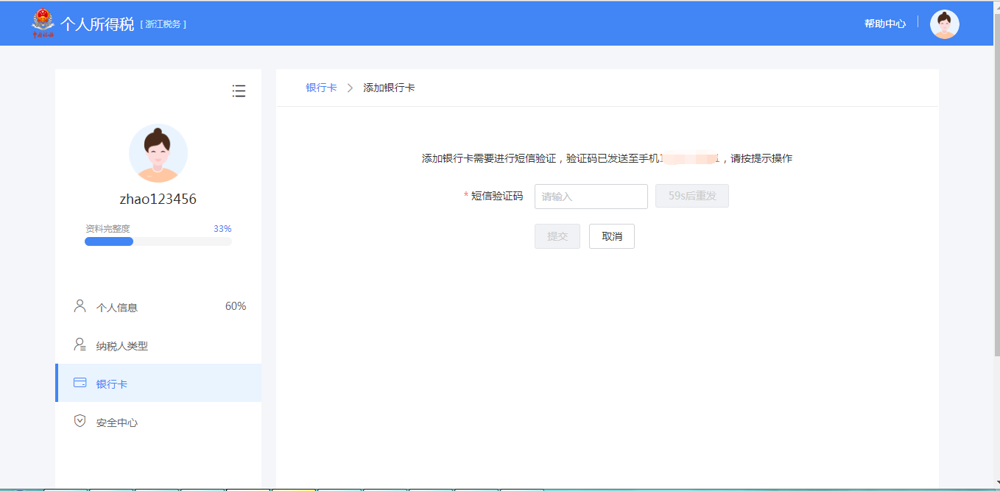 个人所得税 [ 浙江税务 ]
帮助中心
zhao123456
资料完整度 33%
个人信息 60%
纳税人类型
银行卡
安全中心
银行卡 > 添加银行卡
添加银行卡需要进行短信验证，验证码已发送至手机1 1，请按提示操作
* 短信验证码 请输入 59s后重发
提交 取消